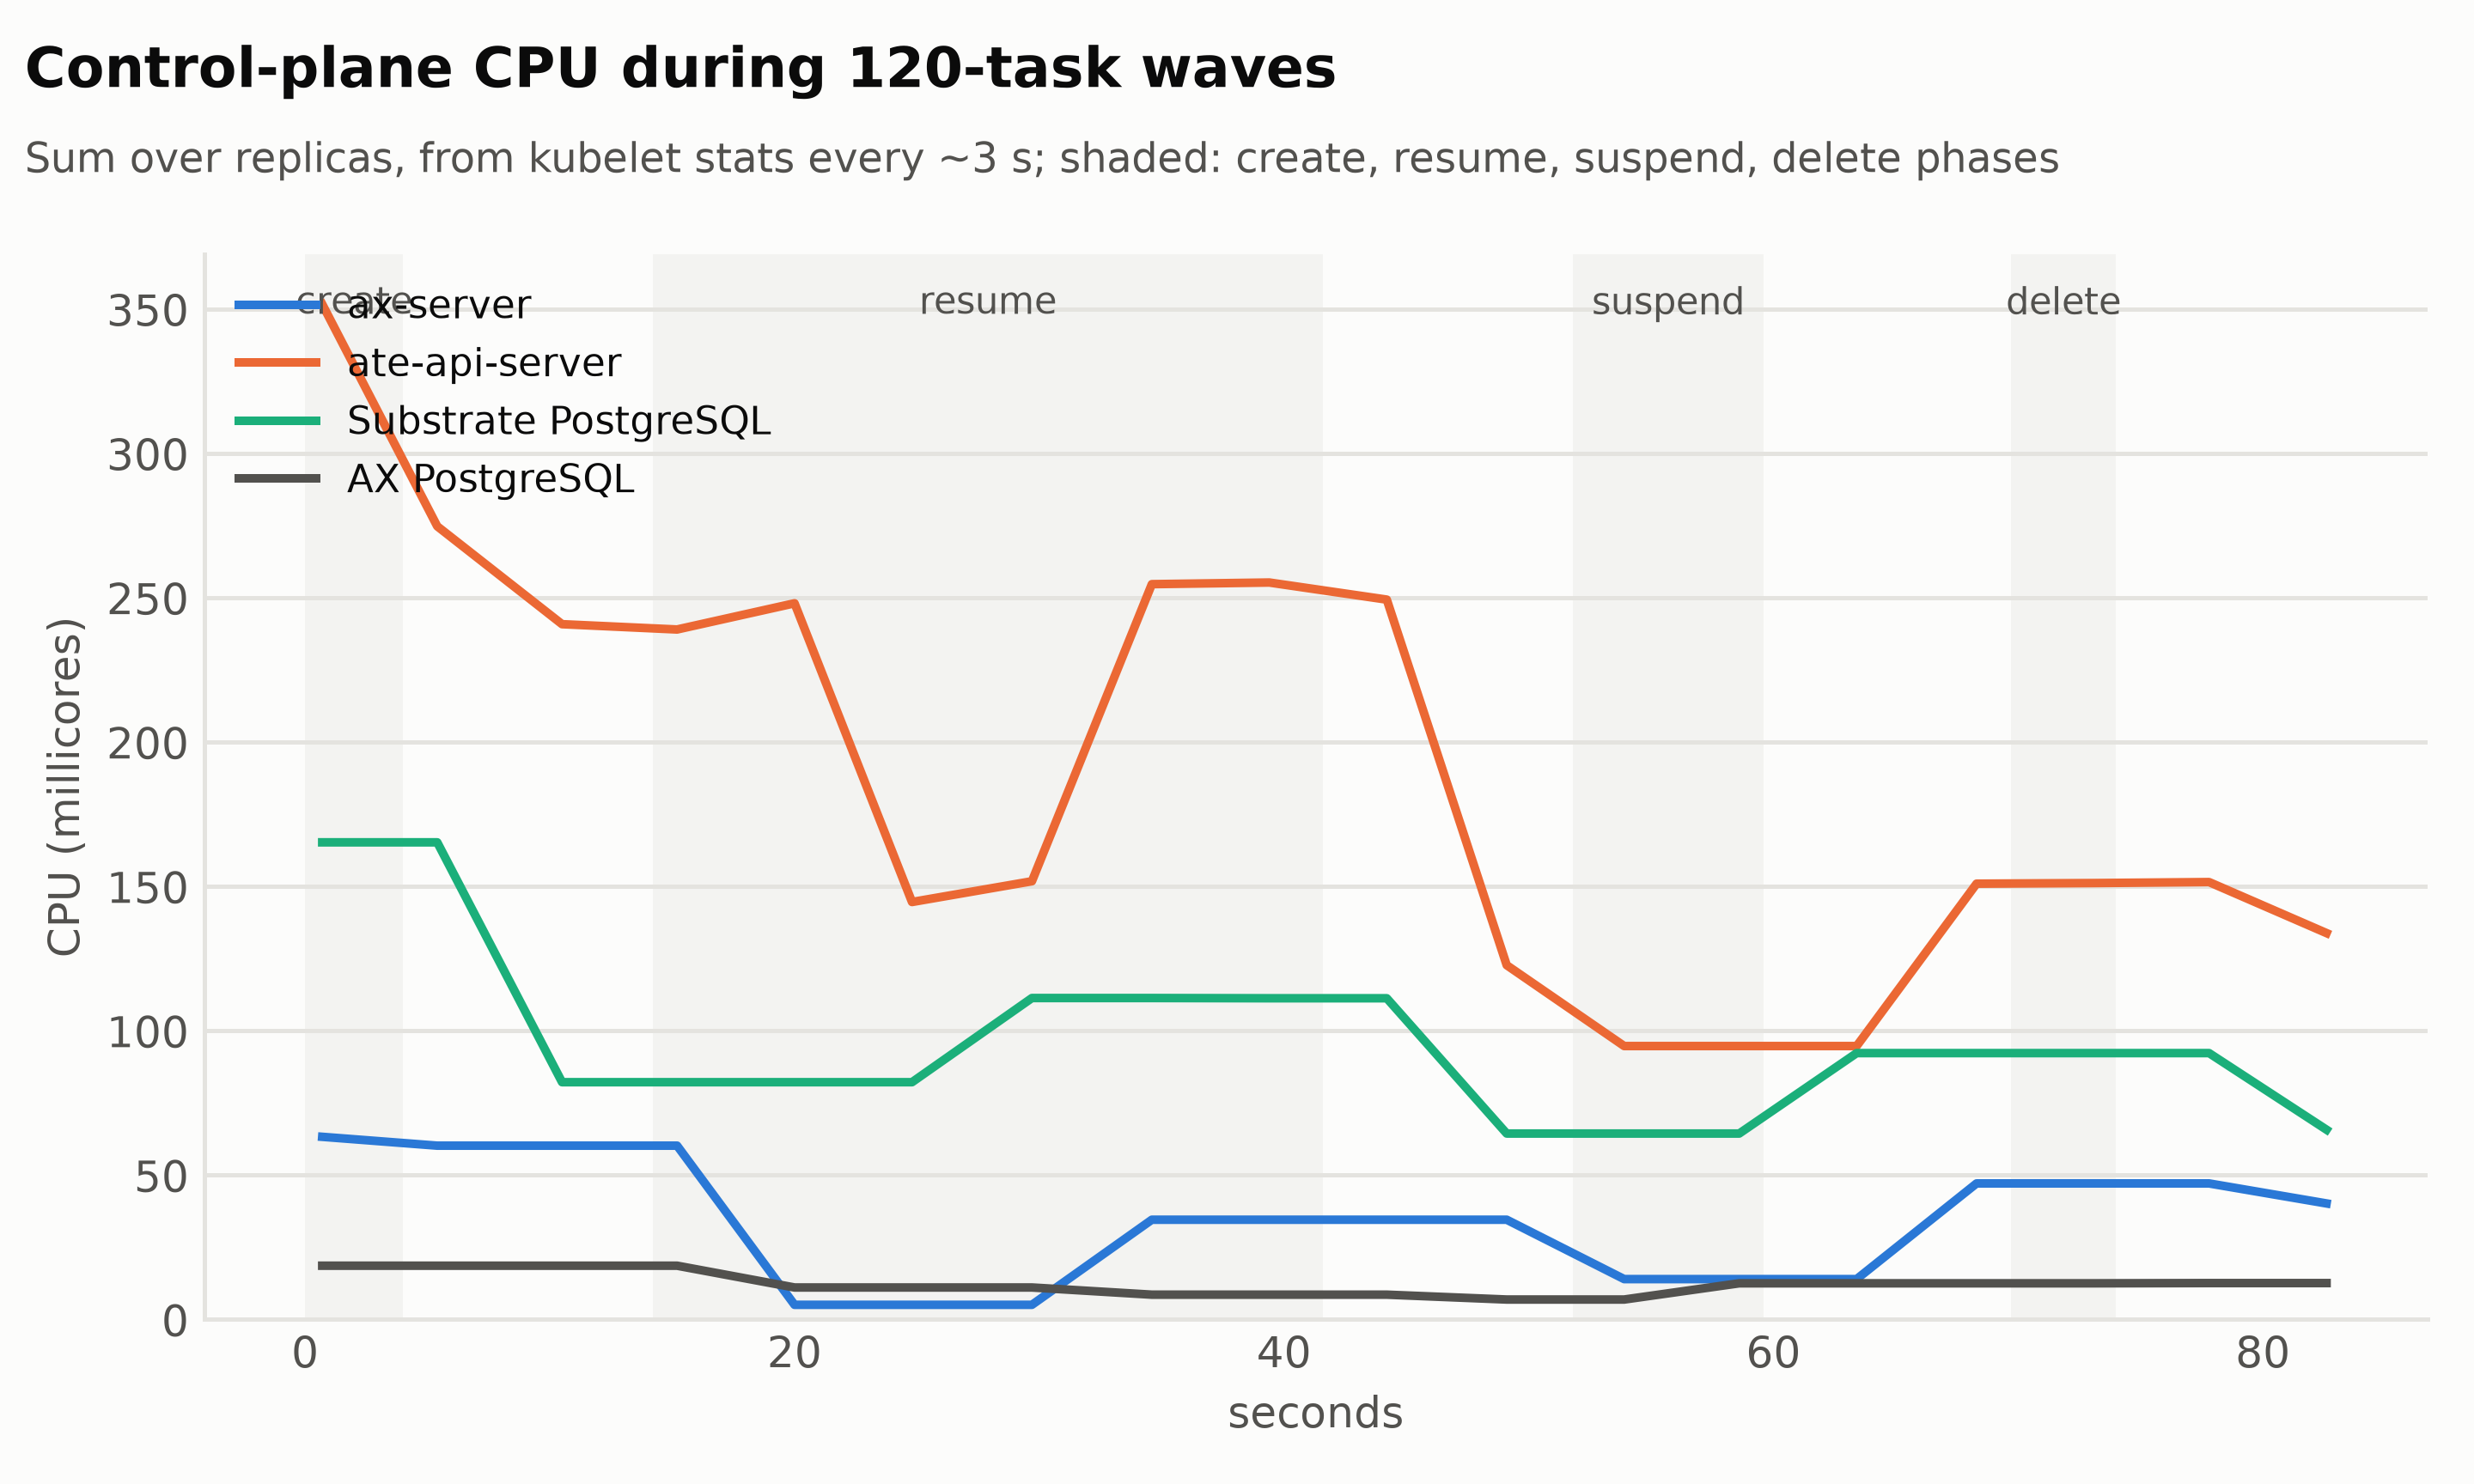 Control-plane CPU during 120-task waves
Sum over replicas, from kubelet stats every ~3 s; shaded: create, resume, suspend, delete phases
create
resume
suspend
delete
ax-server
ate-api-server
Substrate PostgreSQL
AX PostgreSQL
CPU (millicores)
350
300
250
200
150
100
50
0
0
20
40
60
80
seconds